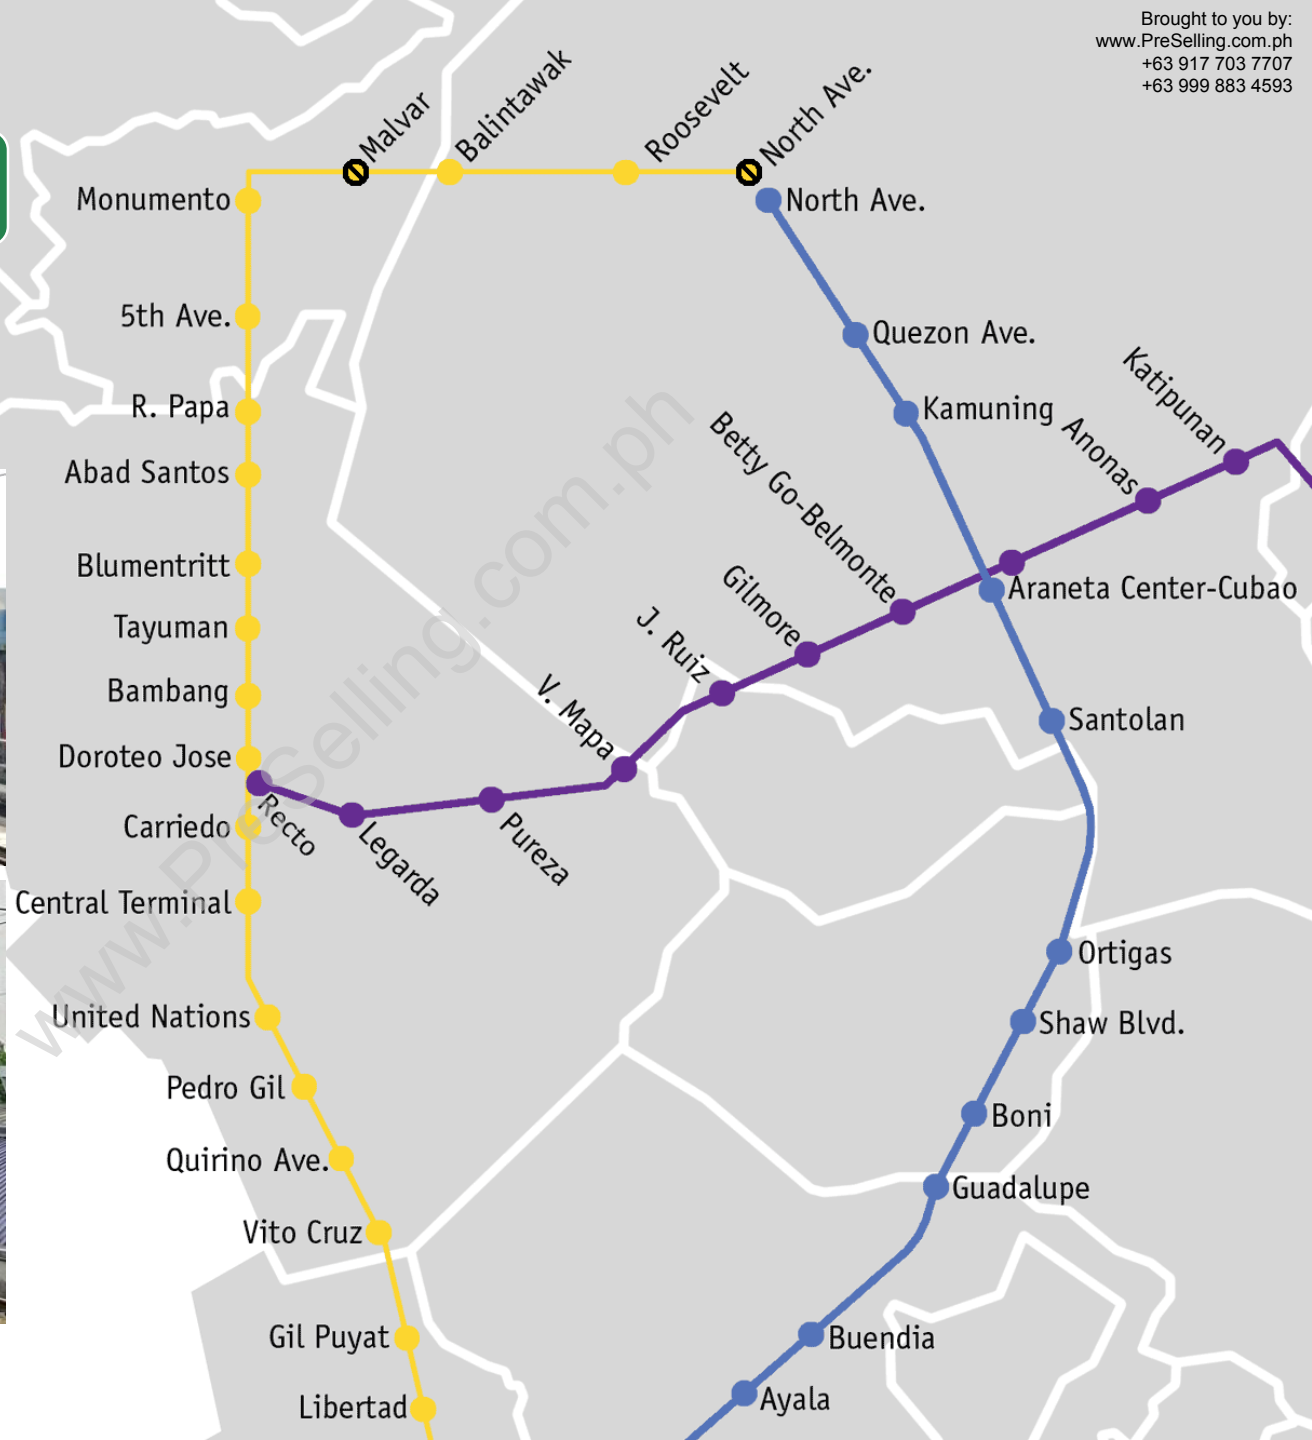 Brought to you by:
www.PreSelling.com.ph
+63 917 703 7707
+63 999 883 4593
Malvar
Balintawak
Roosevelt
North Ave.
Monumento
North Ave.
5th Ave.
Quezon Ave.
R. Papa
Kamuning
Katipunan
Anonas
Betty Go-Belmonte
Abad Santos
Blumentritt
Araneta Center-Cubao
Gilmore
Tayuman
J. Ruiz
Bambang
V. Mapa
Santolan
Doroteo Jose
Recto
Carriedo
Legarda
Pureza
Central Terminal
Ortigas
United Nations
Shaw Blvd.
Pedro Gil
Boni
Quirino Ave.
Guadalupe
Vito Cruz
Gil Puyat
Buendia
Libertad
Ayala
www.PreSelling.com.ph